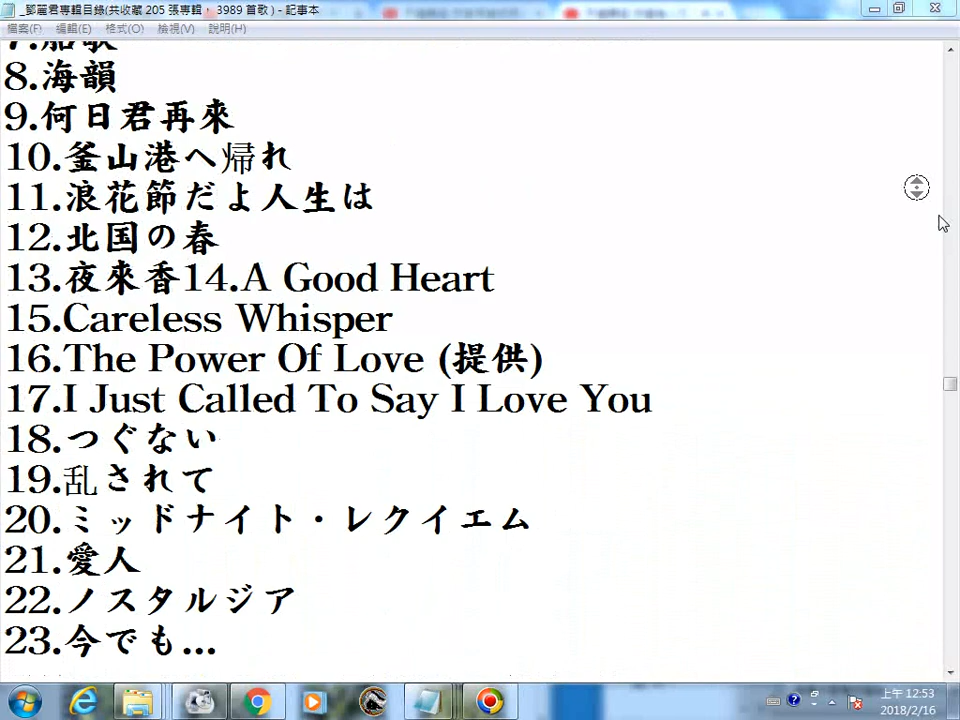 _鄧麗君專輯目錄(共收藏 205 張專輯， 3989 首歌 ) - 記事本
檔案(F) 編輯(E) 格式(O) 檢視(V) 說明(H)
7.船歌
8.海韻
9.何日君再來
10.釜山港へ帰れ
11.浪花節だよ人生は
12.北国の春
13.夜來香14.A Good Heart
15.Careless Whisper
16.The Power Of Love (提供)
17.I Just Called To Say I Love You
18.つぐない
19.乱されて
20.ミッドナイト・レクイエム
21.愛人
22.ノスタルジア
23.今でも...
上午 12:53
2018/2/16